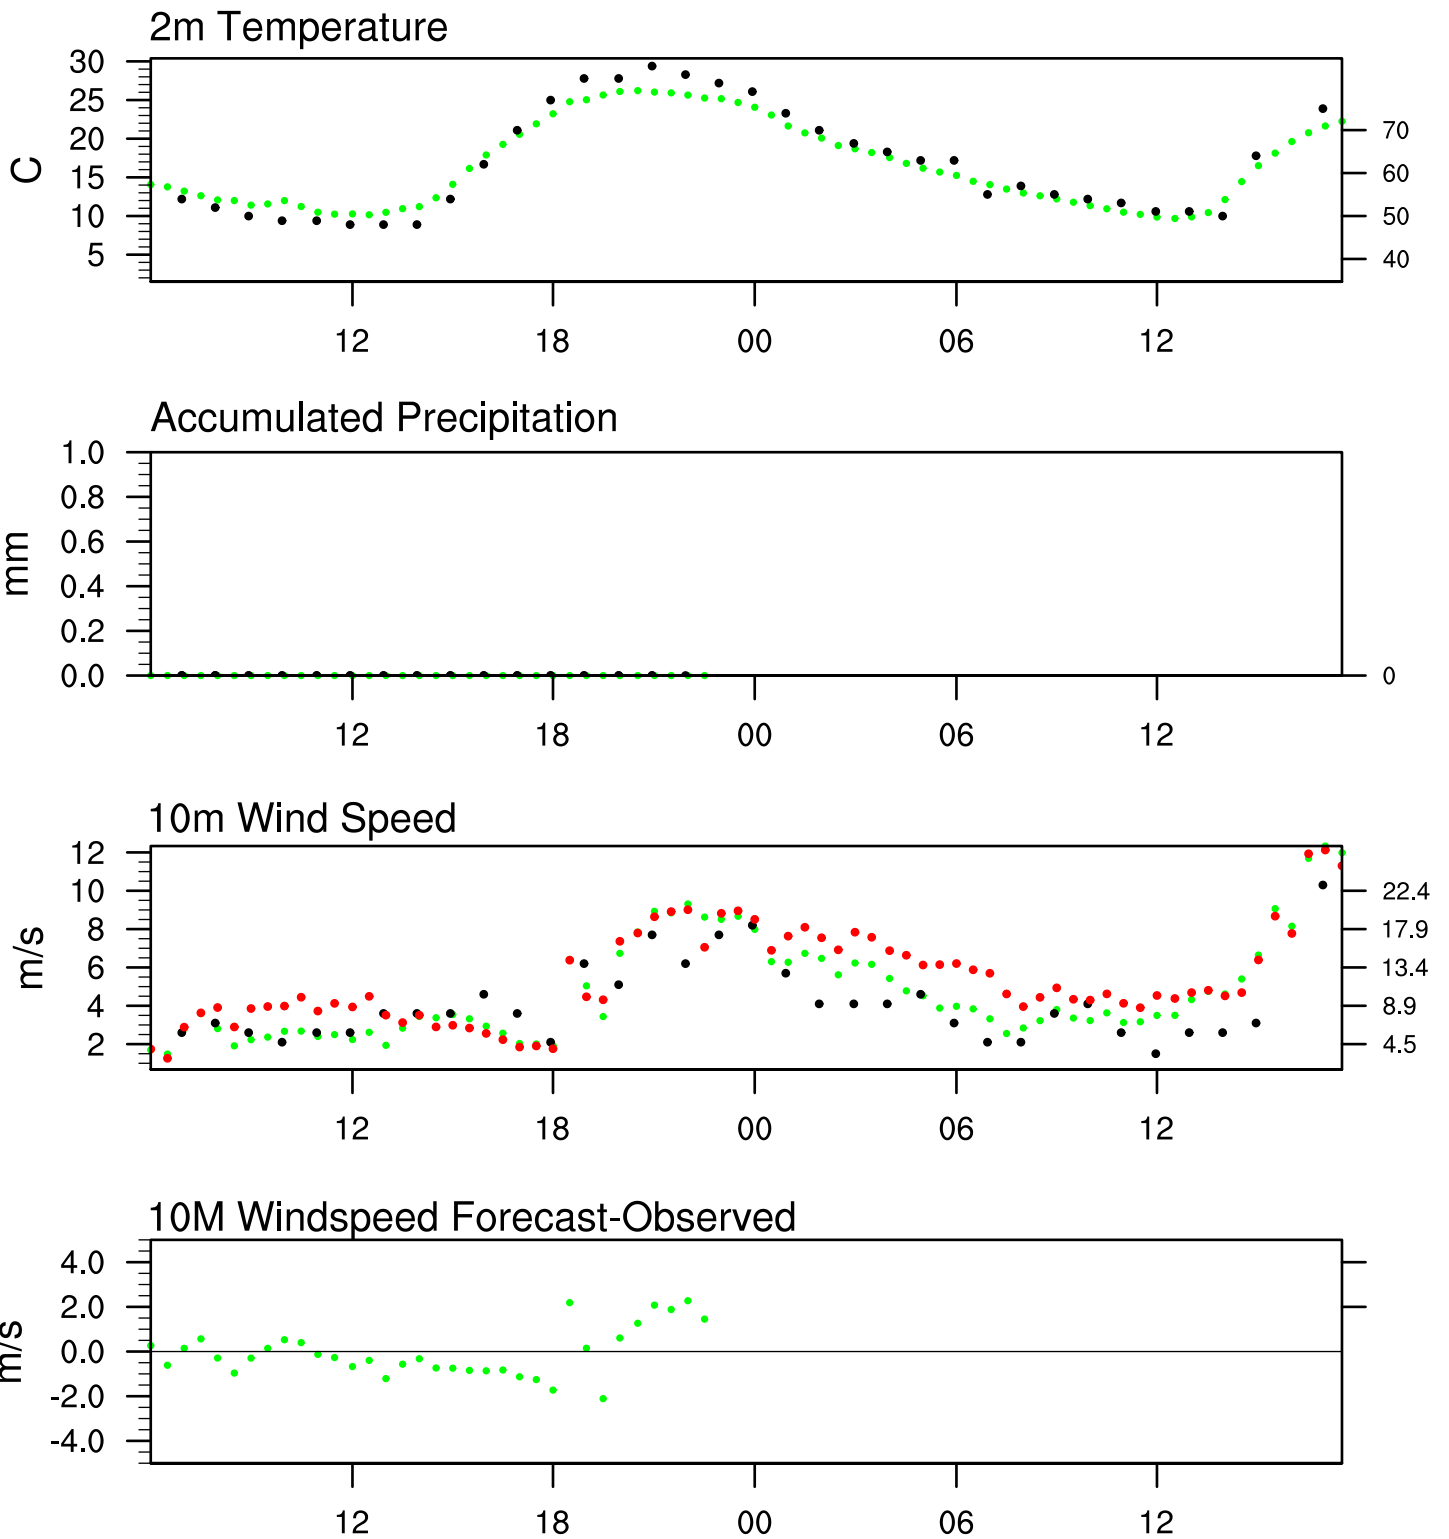 2m Temperature
30
25
20
15
10
5
C
70
60
50
40
12 18 00 06 12
Accumulated Precipitation
1.0
0.8
0.6
0.4
0.2
0.0
mm
0
12 18 00 06 12
10m Wind Speed
12
10
8
6
4
2
m/s
22.4
17.9
13.4
8.9
4.5
12 18 00 06 12
10M Windspeed Forecast-Observed
4.0
2.0
0.0
-2.0
-4.0
m/s
12 18 00 06 12